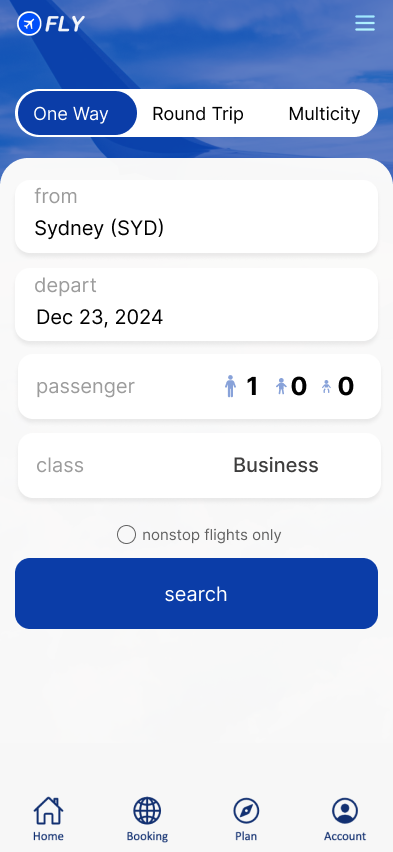 FLY
One Way Round Trip Multicity
from
Sydney (SYD)
depart
Dec 23, 2024
passenger 1 0 0
class Business
nonstop flights only
search
Home Booking Plan Account